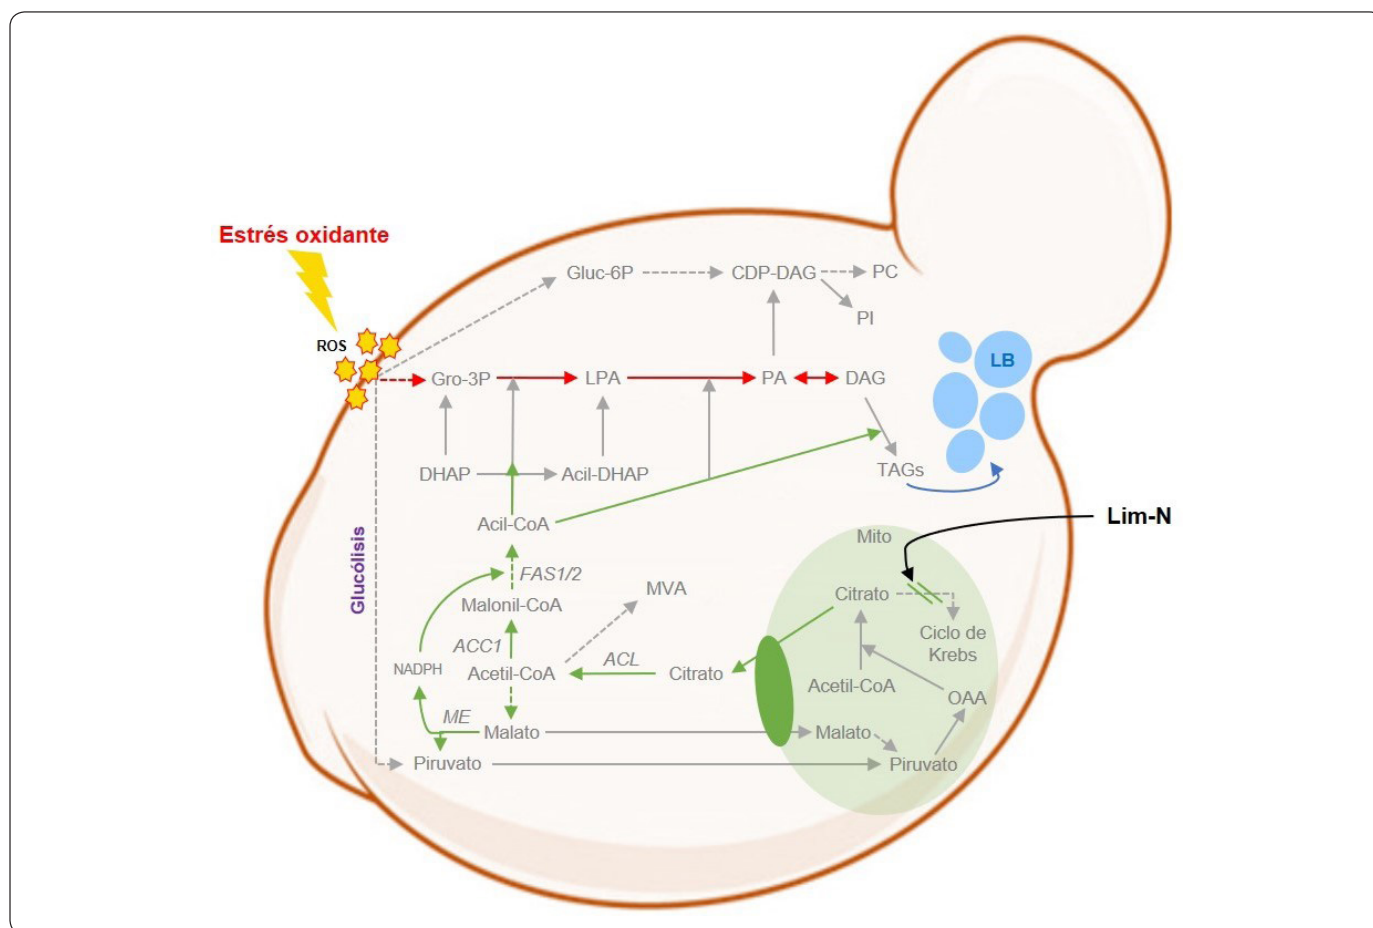 Estrés oxidante
ROS
Gluc-6P
CDP-DAG
PC
PI
Gro-3P
LPA
PA
DAG
LB
DHAP
Acil-DHAP
TAGs
Acil-CoA
Lim-N
Mito
Glucólisis
FAS1/2
MVA
Citrato
Malonil-CoA
Ciclo de
Krebs
ACC1
ACL
NADPH
Acetil-CoA
Citrato
Acetil-CoA
OAA
ME
Malato
Malato
Piruvato
Piruvato